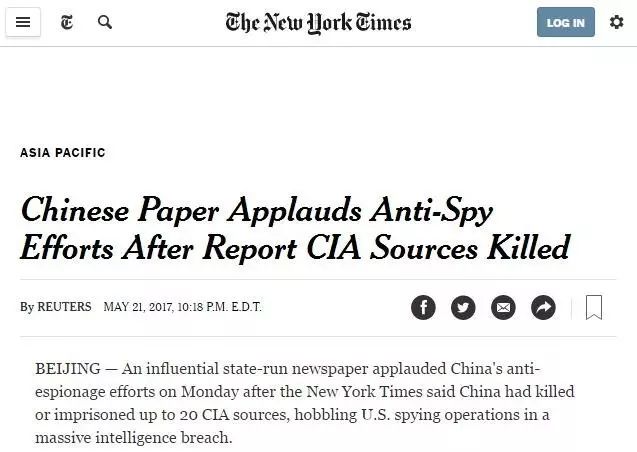 The New York Times
LOG IN
ASIA PACIFIC
Chinese Paper Applauds Anti-Spy
Efforts After Report CIA Sources Killed
By REUTERS MAY 21, 2017, 10:18 P.M. E.D.T.
BEIJING — An influential state-run newspaper applauded China's anti-
espionage efforts on Monday after the New York Times said China had killed
or imprisoned up to 20 CIA sources, hobbling U.S. spying operations in a
massive intelligence breach.